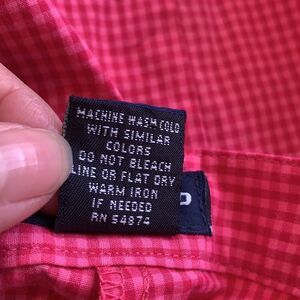 MACHINE WASH COLD
WITH SIMILAR
COLORS
DO NOT BLEACH
LINE OR FLAT DRY
WARM IRON
IF NEEDED
RN 54874
P